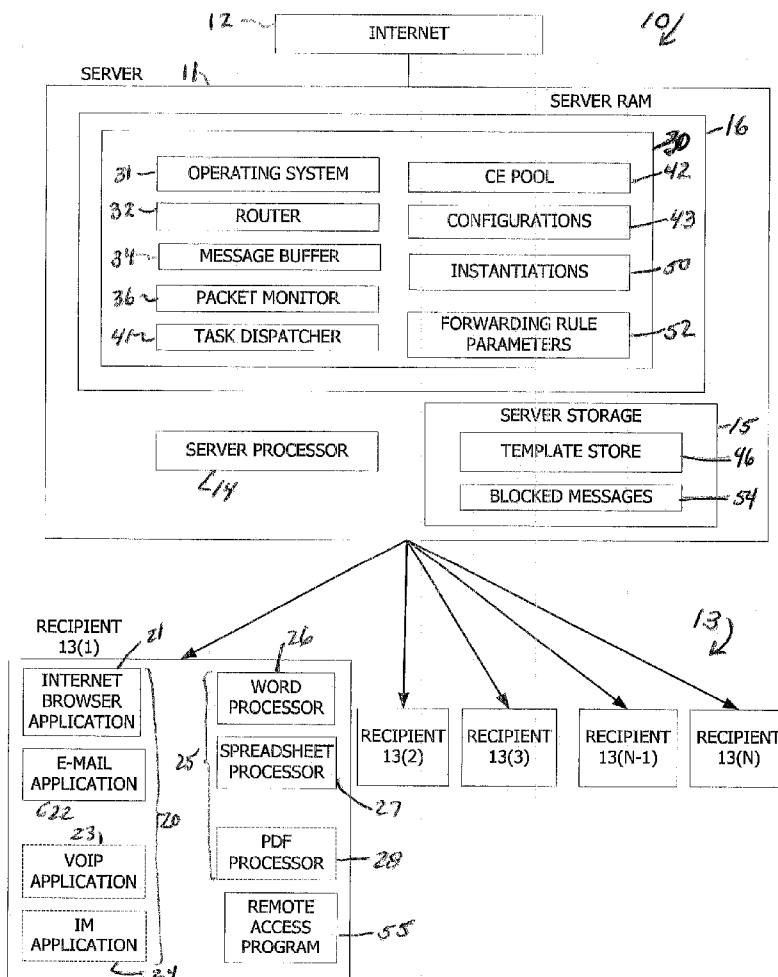 12
INTERNET
10
SERVER
11
SERVER RAM
16
30
31
OPERATING SYSTEM
CE POOL
42
32
ROUTER
CONFIGURATIONS
43
34
MESSAGE BUFFER
INSTANTIATIONS
50
36
PACKET MONITOR
41
TASK DISPATCHER
FORWARDING RULE
PARAMETERS
52
SERVER STORAGE
15
SERVER PROCESSOR
14
TEMPLATE STORE
46
BLOCKED MESSAGES
54
RECIPIENT
13(1)
21
26
13
INTERNET
BROWSER
APPLICATION
WORD
PROCESSOR
25
E-MAIL
APPLICATION
22
20
SPREADSHEET
PROCESSOR
27
RECIPIENT
13(2)
RECIPIENT
13(3)
RECIPIENT
13(N-1)
RECIPIENT
13(N)
23
VOIP
APPLICATION
PDF
PROCESSOR
28
IM
APPLICATION
24
REMOTE
ACCESS
PROGRAM
55